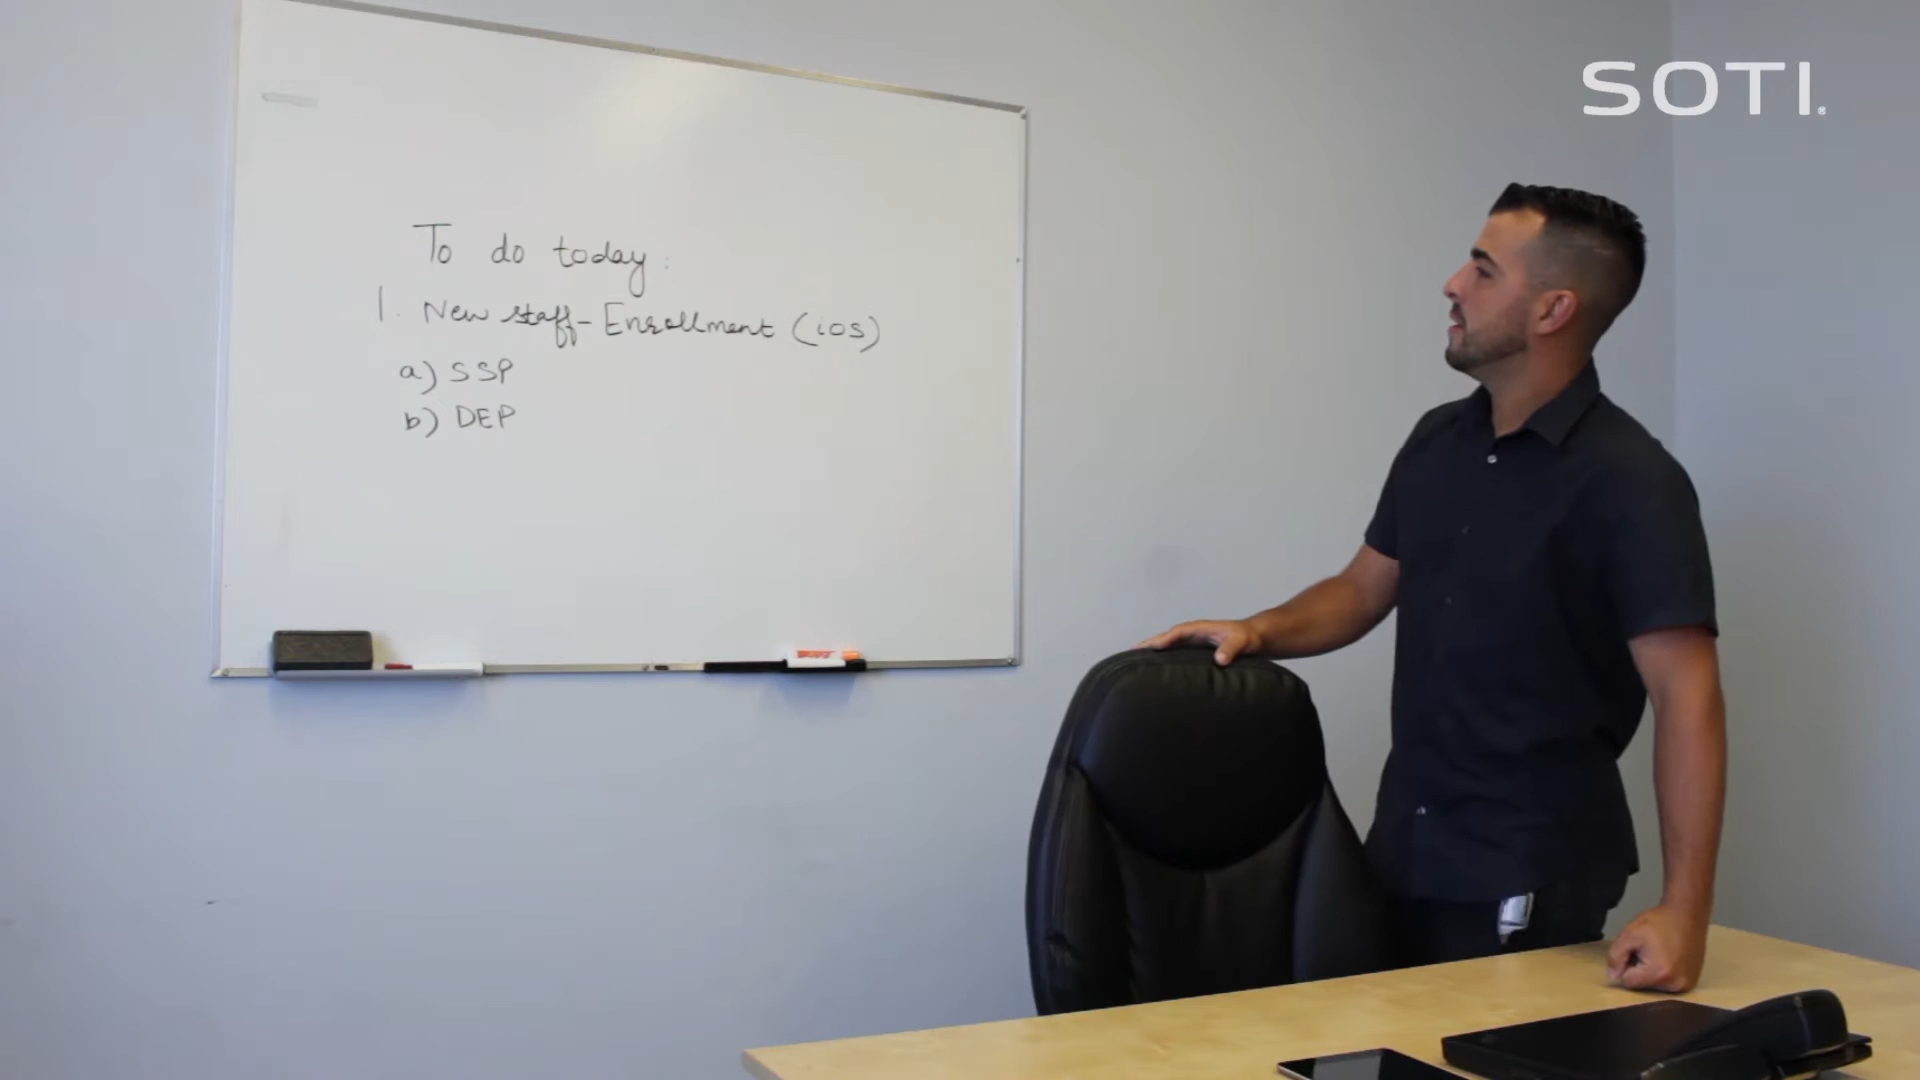 SOTI
To do today:
1. New staff - Enrollment (ios)
a) SSP
b) DEP